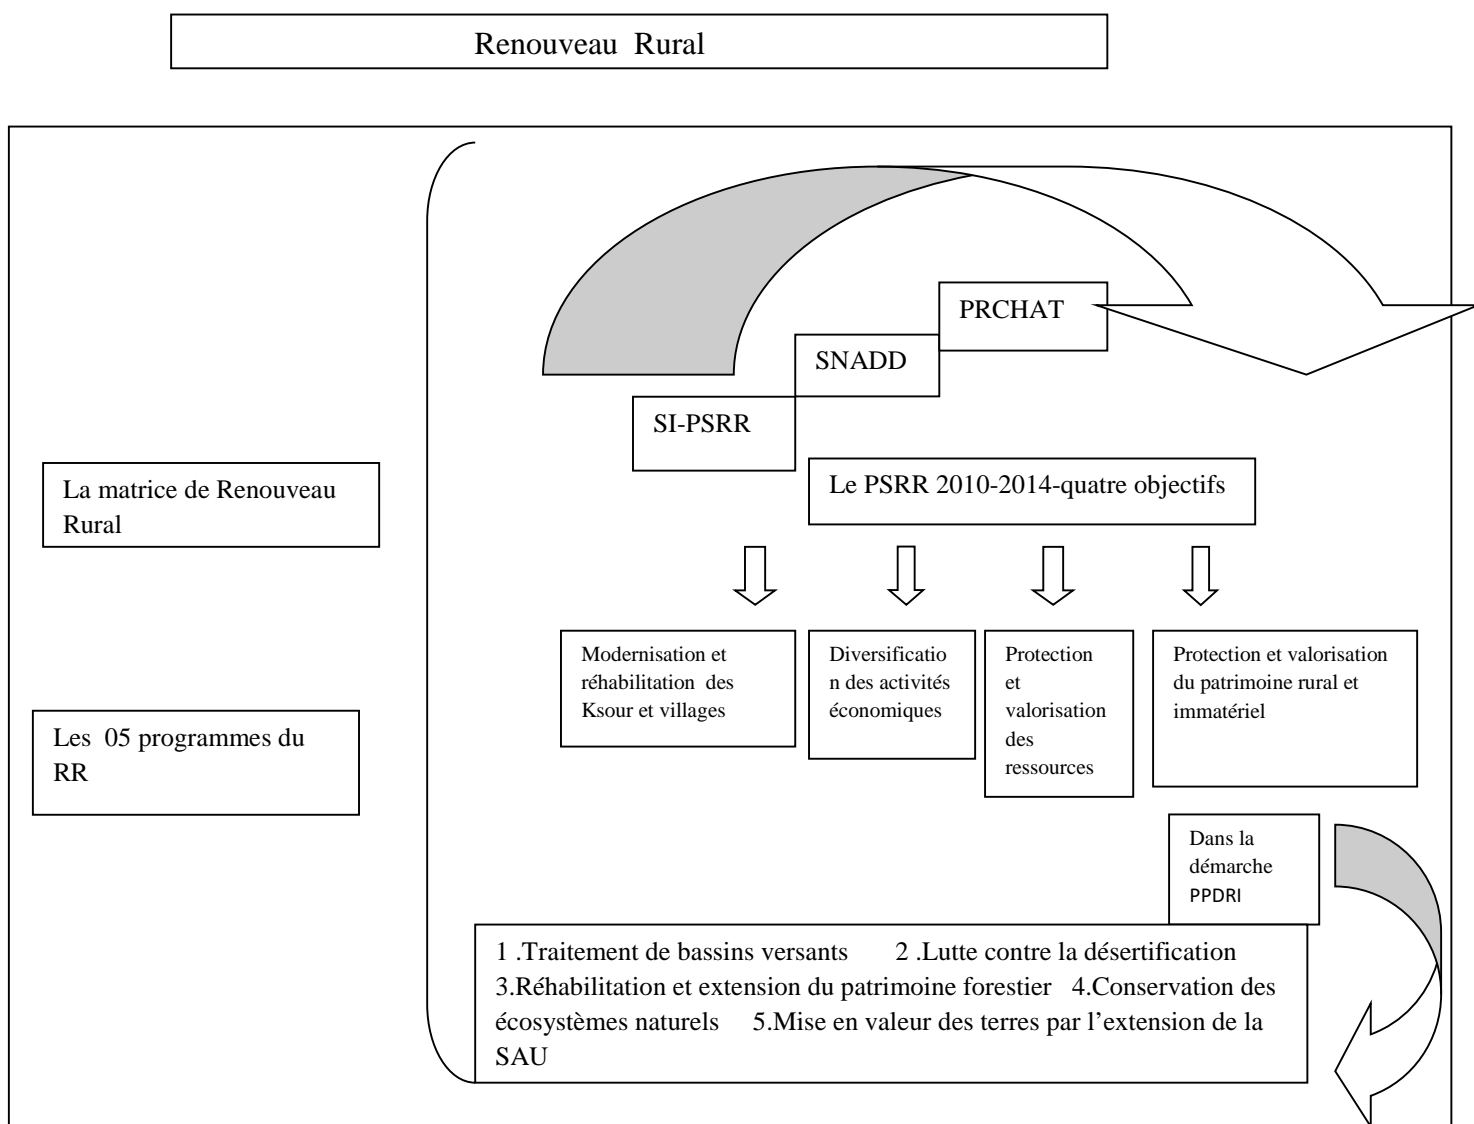 Renouveau Rural
PRCHAT
SNADD
SI-PSRR
La matrice de Renouveau
Rural
Le PSRR 2010-2014-quatre objectifs
Modernisation et
réhabilitation des
Ksour et villages
Diversificatio
n des activités
économiques
Protection
et
valorisation
des
ressources
Protection et valorisation
du patrimoine rural et
immatériel
Les 05 programmes du
RR
Dans la
démarche
PPDRI
1 .Traitement de bassins versants 2 .Lutte contre la désertification
3.Réhabilitation et extension du patrimoine forestier 4.Conservation des
écosystèmes naturels 5.Mise en valeur des terres par l’extension de la
SAU